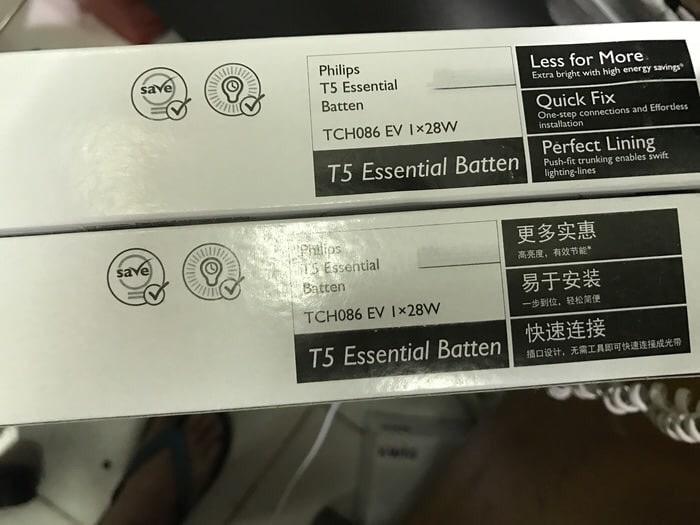 save
Philips
T5 Essential
Batten
TCH086 EV 1×28W
T5 Essential Batten
Less for More
Extra bright with high energy savings*
Quick Fix
One-step connections and Effortless
installation
Perfect Lining
Push-fit trunking enables swift
lighting-lines
save
Philips
T5 Essential
Batten
TCH086 EV 1×28W
T5 Essential Batten
更多实惠
高亮度，有效节能*
易于安装
一步到位，轻松简便
快速连接
插口设计，无需工具即可快速连接成光带